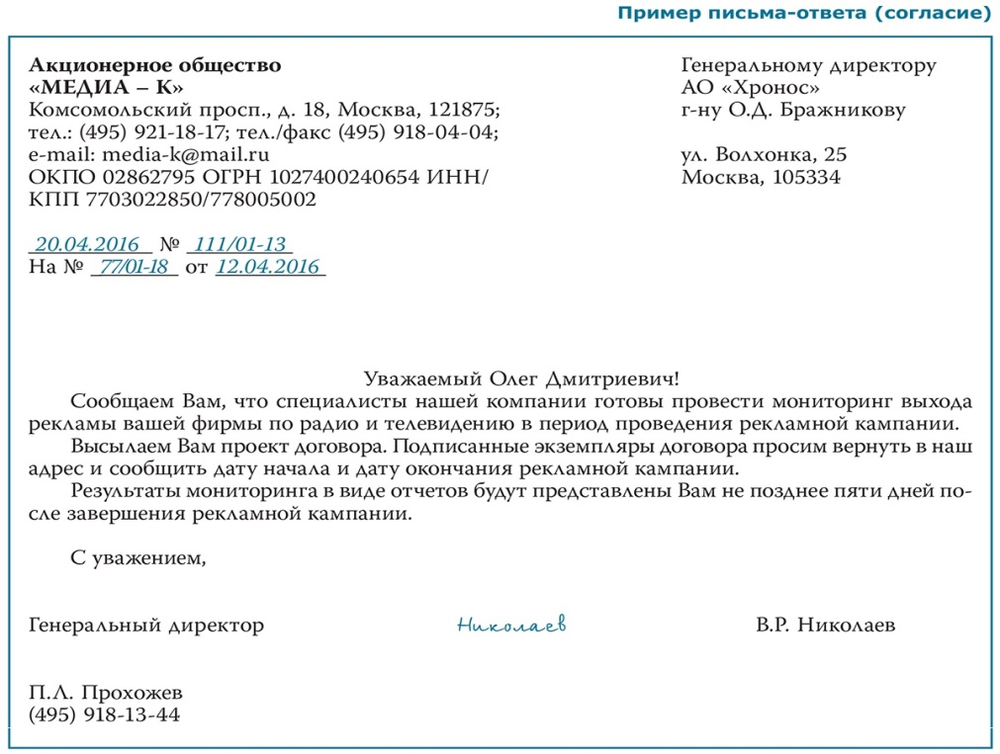 Пример письма-ответа (согласие)
Акционерное общество
«МЕДИА – К»
Комсомольский просп., д. 18, Москва, 121875;
тел.: (495) 921-18-17; тел./факс (495) 918-04-04;
e-mail: media-k@mail.ru
ОКПО 02862795 ОГРН 1027400240654 ИНН/
КПП 7703022850/778005002
20.04.2016 № 111/01-13
На № 77/01-18 от 12.04.2016
Генеральному директору
АО «Хронос»
г-ну О.Д. Бражникову
ул. Волхонка, 25
Москва, 105334
Уважаемый Олег Дмитриевич!
Сообщаем Вам, что специалисты нашей компании готовы провести мониторинг выхода
рекламы вашей фирмы по радио и телевидению в период проведения рекламной кампании.
Высылаем Вам проект договора. Подписанные экземпляры договора просим вернуть в наш
адрес и сообщить дату начала и дату окончания рекламной кампании.
Результаты мониторинга в виде отчетов будут представлены Вам не позднее пяти дней по-
сле завершения рекламной кампании.
С уважением,
Генеральный директор Николаев В.Р. Николаев
П.Л. Прохожев
(495) 918-13-44